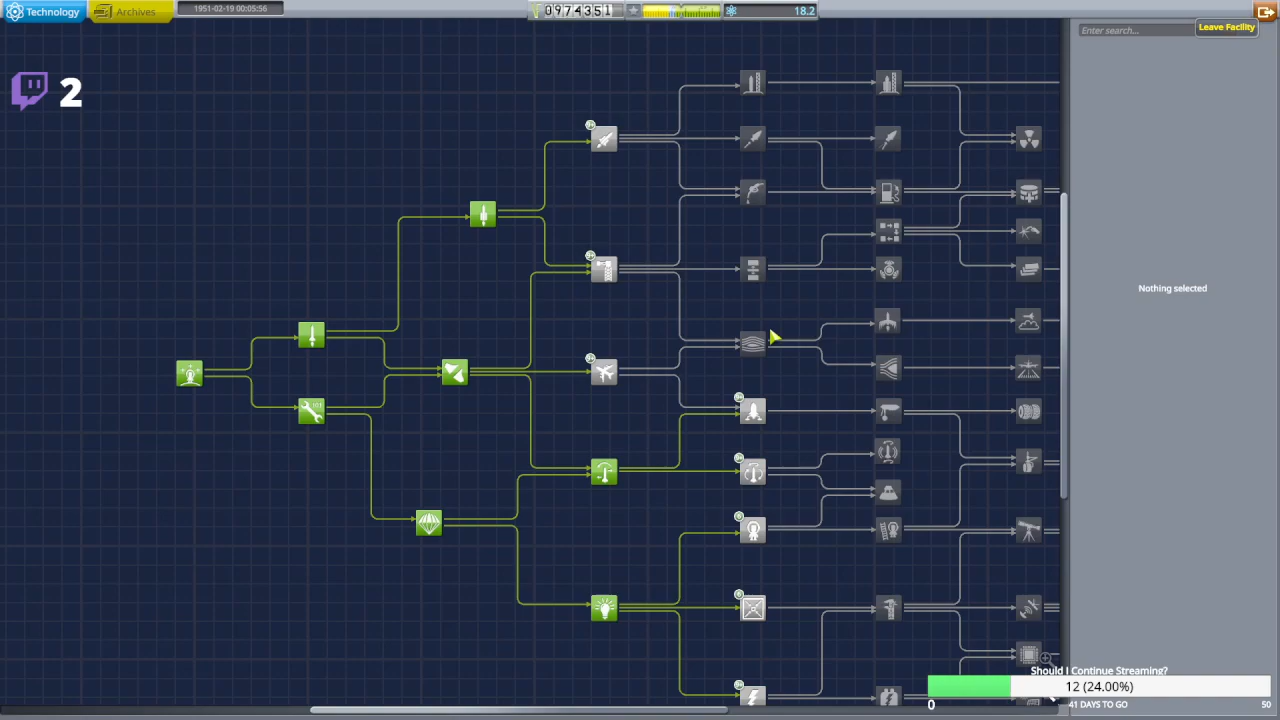 Technology
Archives
1951-02-19 00:05:56
0974351
18.2
Enter search...
Leave Facility
2
Nothing selected
Should I Continue Streaming?
12 (24.00%)
0
41 DAYS TO GO
50